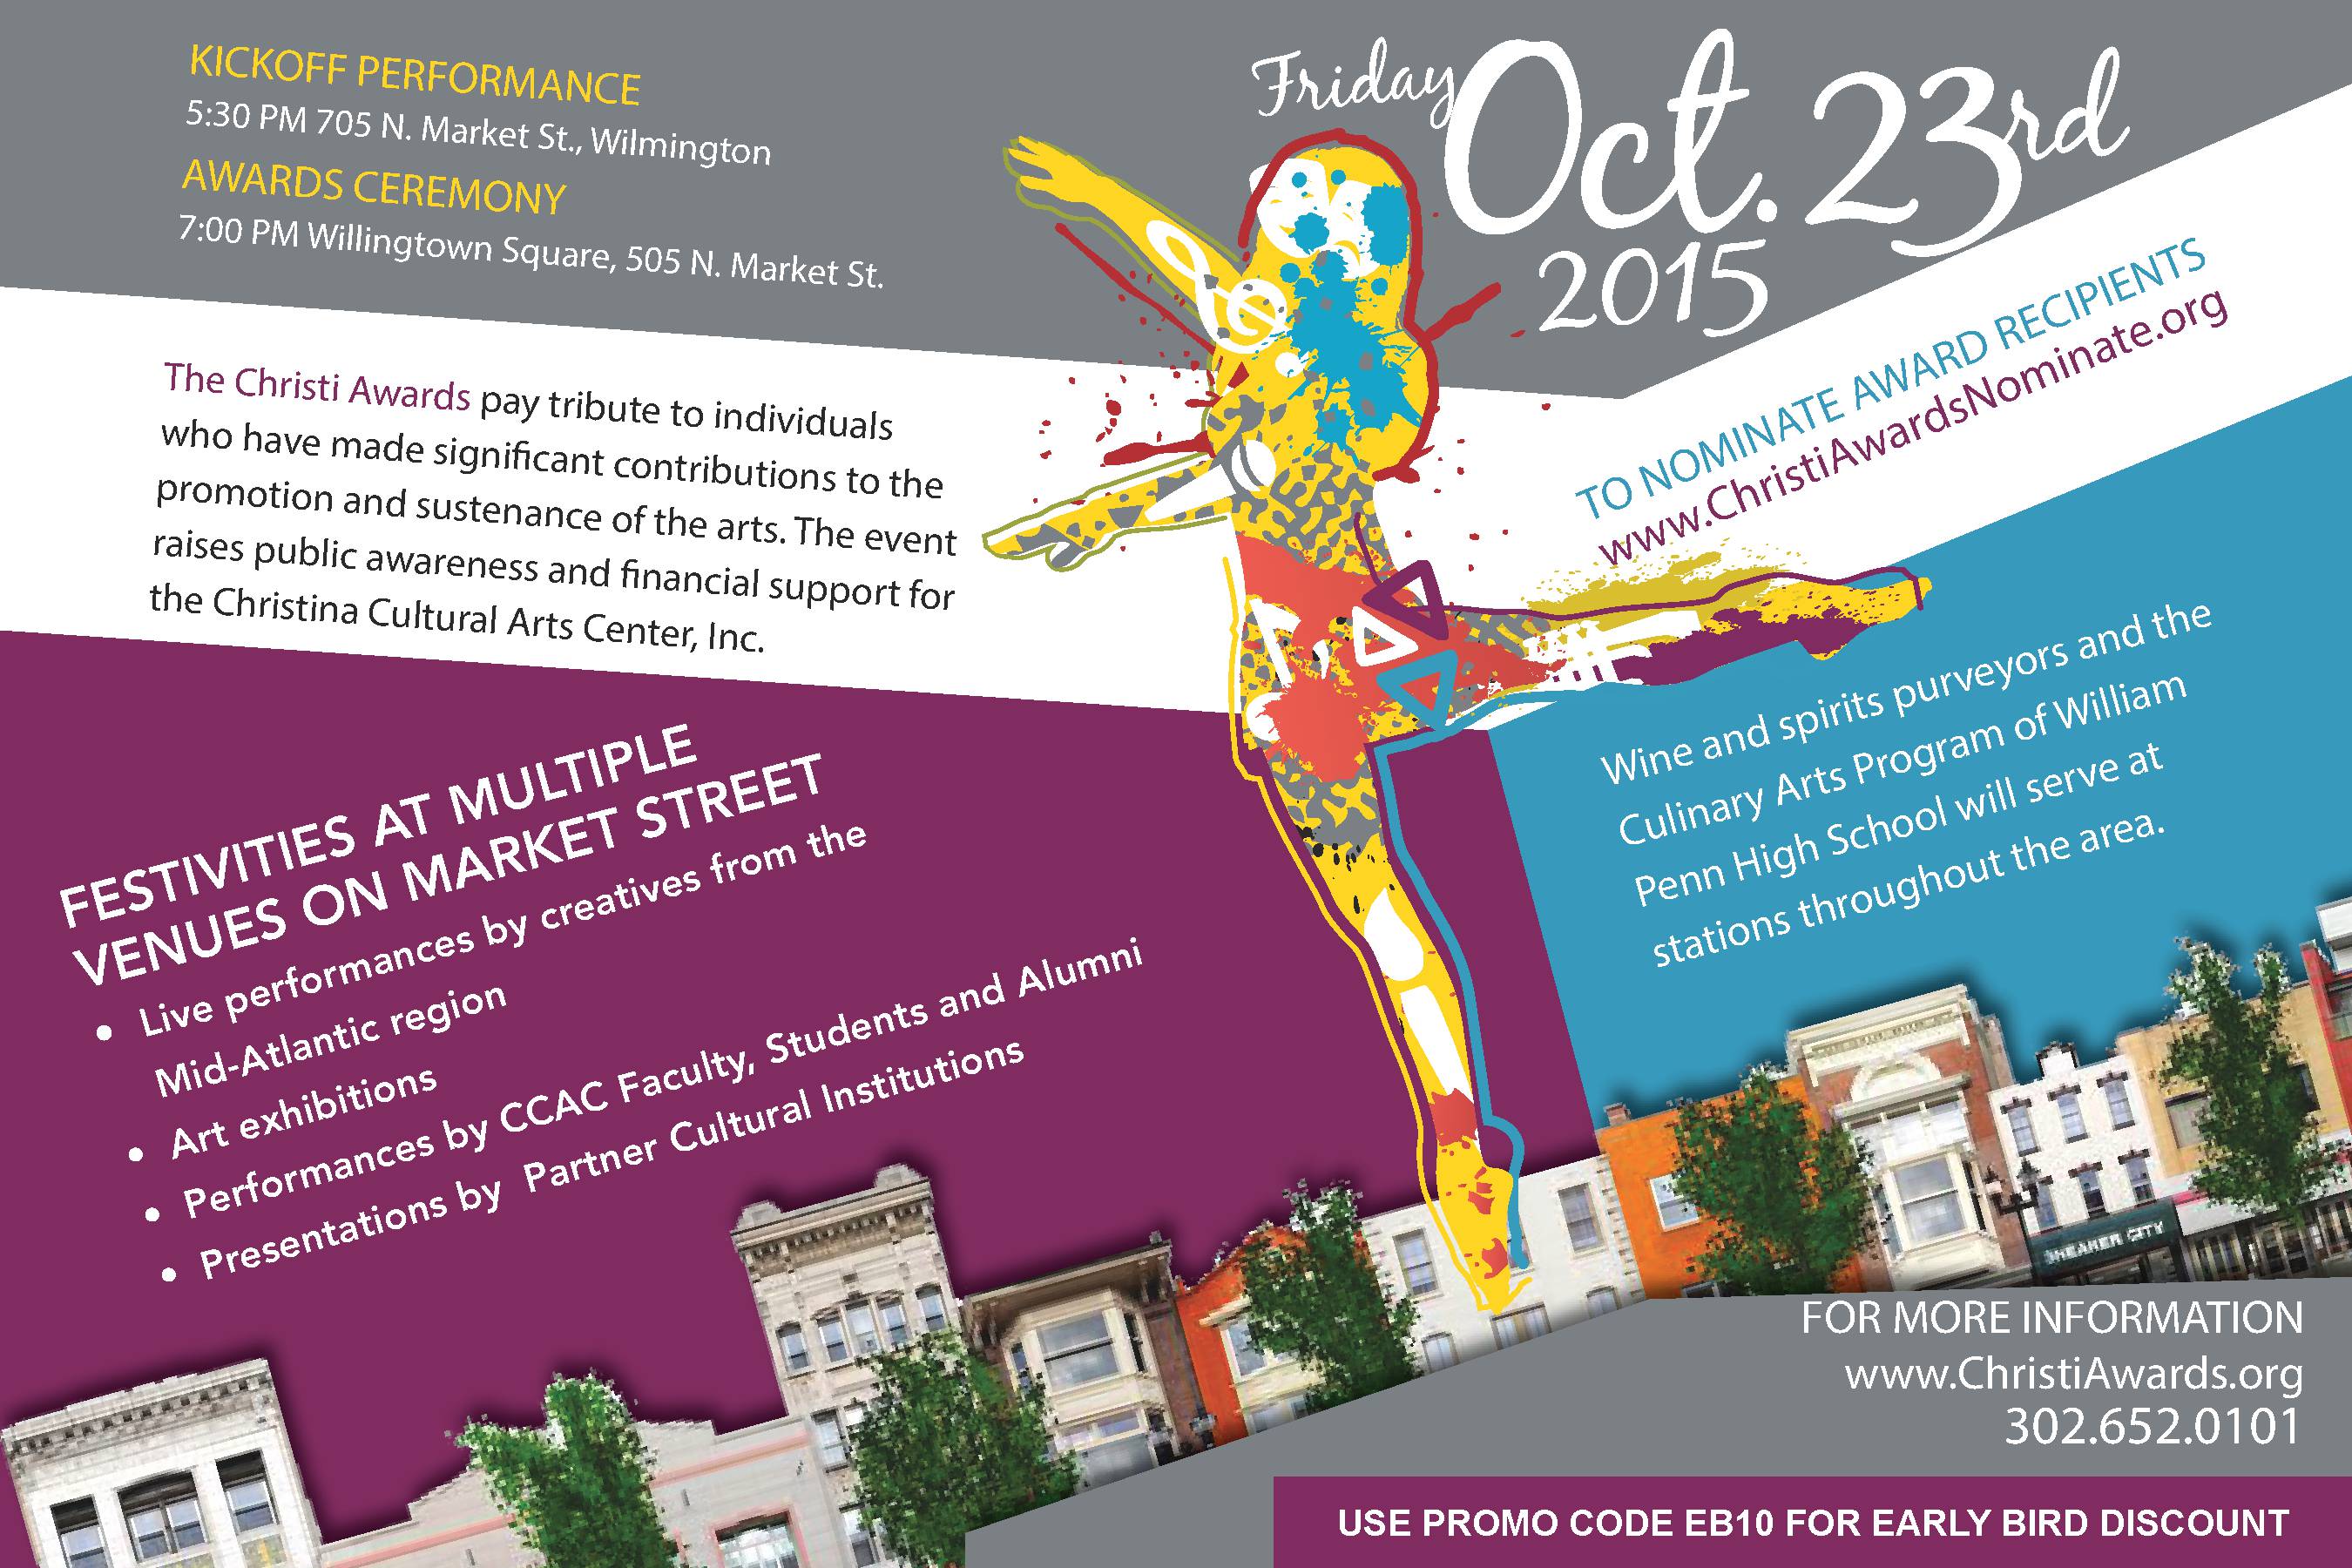 KICKOFF PERFORMANCE
5:30 PM 705 N. Market St., Wilmington
AWARDS CEREMONY
7:00 PM Willingtown Square, 505 N. Market St.
Friday Oct. 23rd
2015
TO NOMINATE AWARD RECIPIENTS
www.ChristiAwardsNominate.org
The Christi Awards pay tribute to individuals
who have made significant contributions to the
promotion and sustenance of the arts. The event
raises public awareness and financial support for
the Christina Cultural Arts Center, Inc.
Wine and spirits purveyors and the
Culinary Arts Program of William
Penn High School will serve at
stations throughout the area.
FESTIVITIES AT MULTIPLE
VENUES ON MARKET STREET
• Live performances by creatives from the
Mid-Atlantic region
• Art exhibitions
• Performances by CCAC Faculty, Students and Alumni
• Presentations by Partner Cultural Institutions
SNEAKER CITY
FOR MORE INFORMATION
www.ChristiAwards.org
302.652.0101
USE PROMO CODE EB10 FOR EARLY BIRD DISCOUNT